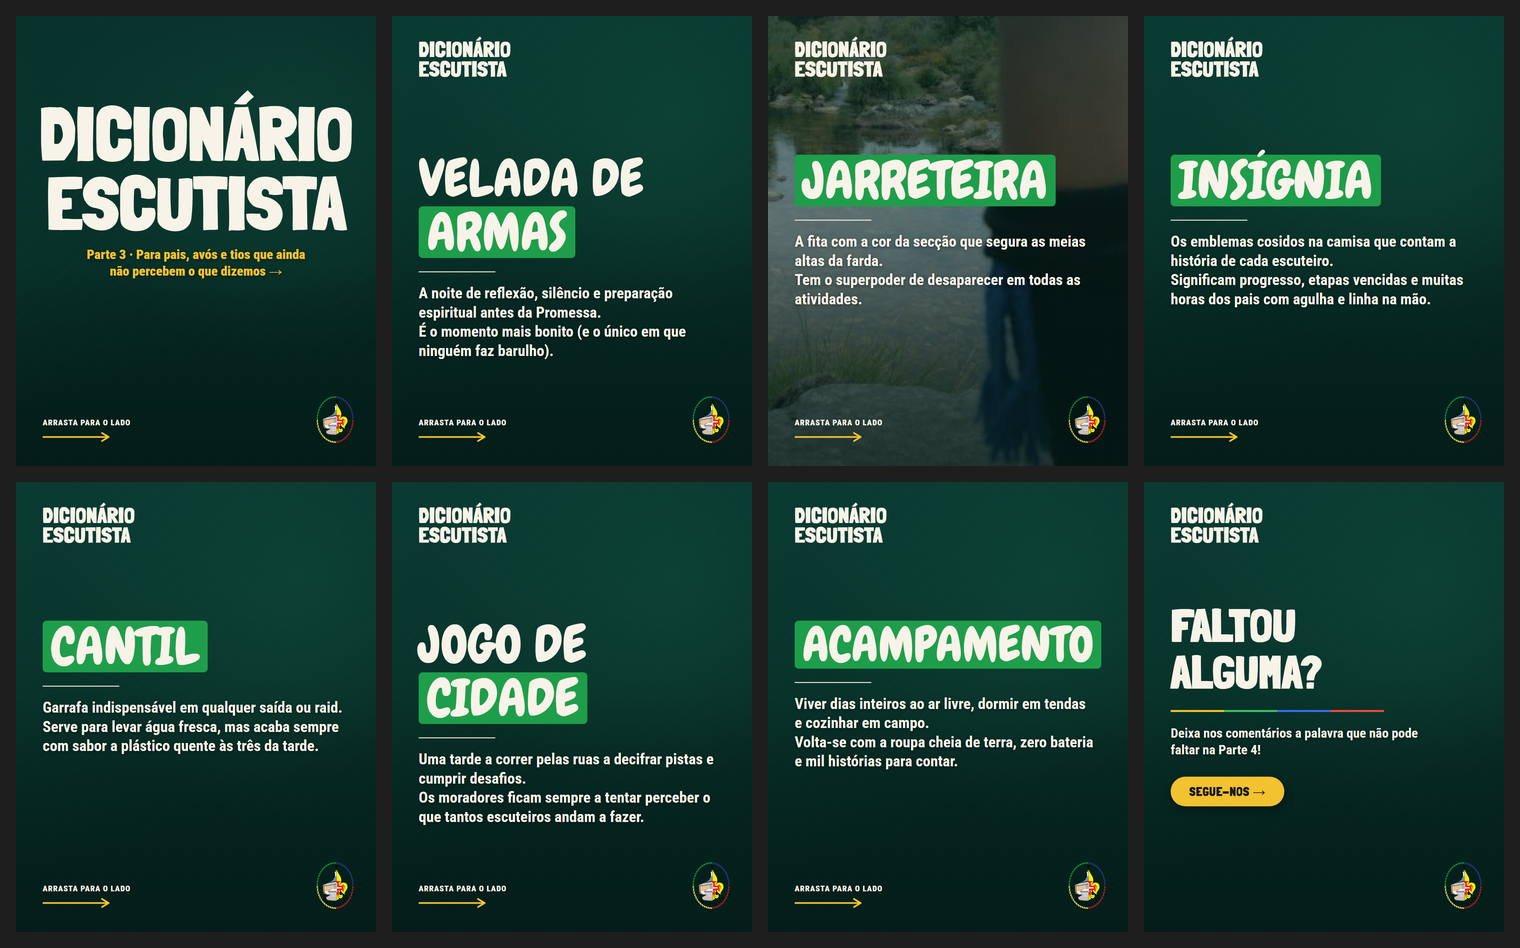 DICIONÁRIO
ESCUTISTA
Parte 3 · Para pais, avós e tios que ainda
não percebem o que dizemos →
ARRASTA PARA O LADO
DICIONÁRIO
ESCUTISTA
VELADA DE
ARMAS
A noite de reflexão, silêncio e preparação
espiritual antes da Promessa.
É o momento mais bonito (e o único em que
ninguém faz barulho).
ARRASTA PARA O LADO
DICIONÁRIO
ESCUTISTA
JARRETEIRA
A fita com a cor da secção que segura as meias
altas da farda.
Tem o superpoder de desaparecer em todas as
atividades.
ARRASTA PARA O LADO
DICIONÁRIO
ESCUTISTA
INSÍGNIA
Os emblemas cosidos na camisa que contam a
história de cada escuteiro.
Significam progresso, etapas vencidas e muitas
horas dos pais com agulha e linha na mão.
ARRASTA PARA O LADO
DICIONÁRIO
ESCUTISTA
CANTIL
Garrafa indispensável em qualquer saída ou raid.
Serve para levar água fresca, mas acaba sempre
com sabor a plástico quente às três da tarde.
ARRASTA PARA O LADO
DICIONÁRIO
ESCUTISTA
JOGO DE
CIDADE
Uma tarde a correr pelas ruas a decifrar pistas e
cumprir desafios.
Os moradores ficam sempre a tentar perceber o
que tantos escuteiros andam a fazer.
ARRASTA PARA O LADO
DICIONÁRIO
ESCUTISTA
ACAMPAMENTO
Viver dias inteiros ao ar livre, dormir em tendas
e cozinhar em campo.
Volta-se com a roupa cheia de terra, zero bateria
e mil histórias para contar.
ARRASTA PARA O LADO
DICIONÁRIO
ESCUTISTA
FALTOU
ALGUMA?
Deixa nos comentários a palavra que não pode
faltar na Parte 4!
SEGUE-NOS →